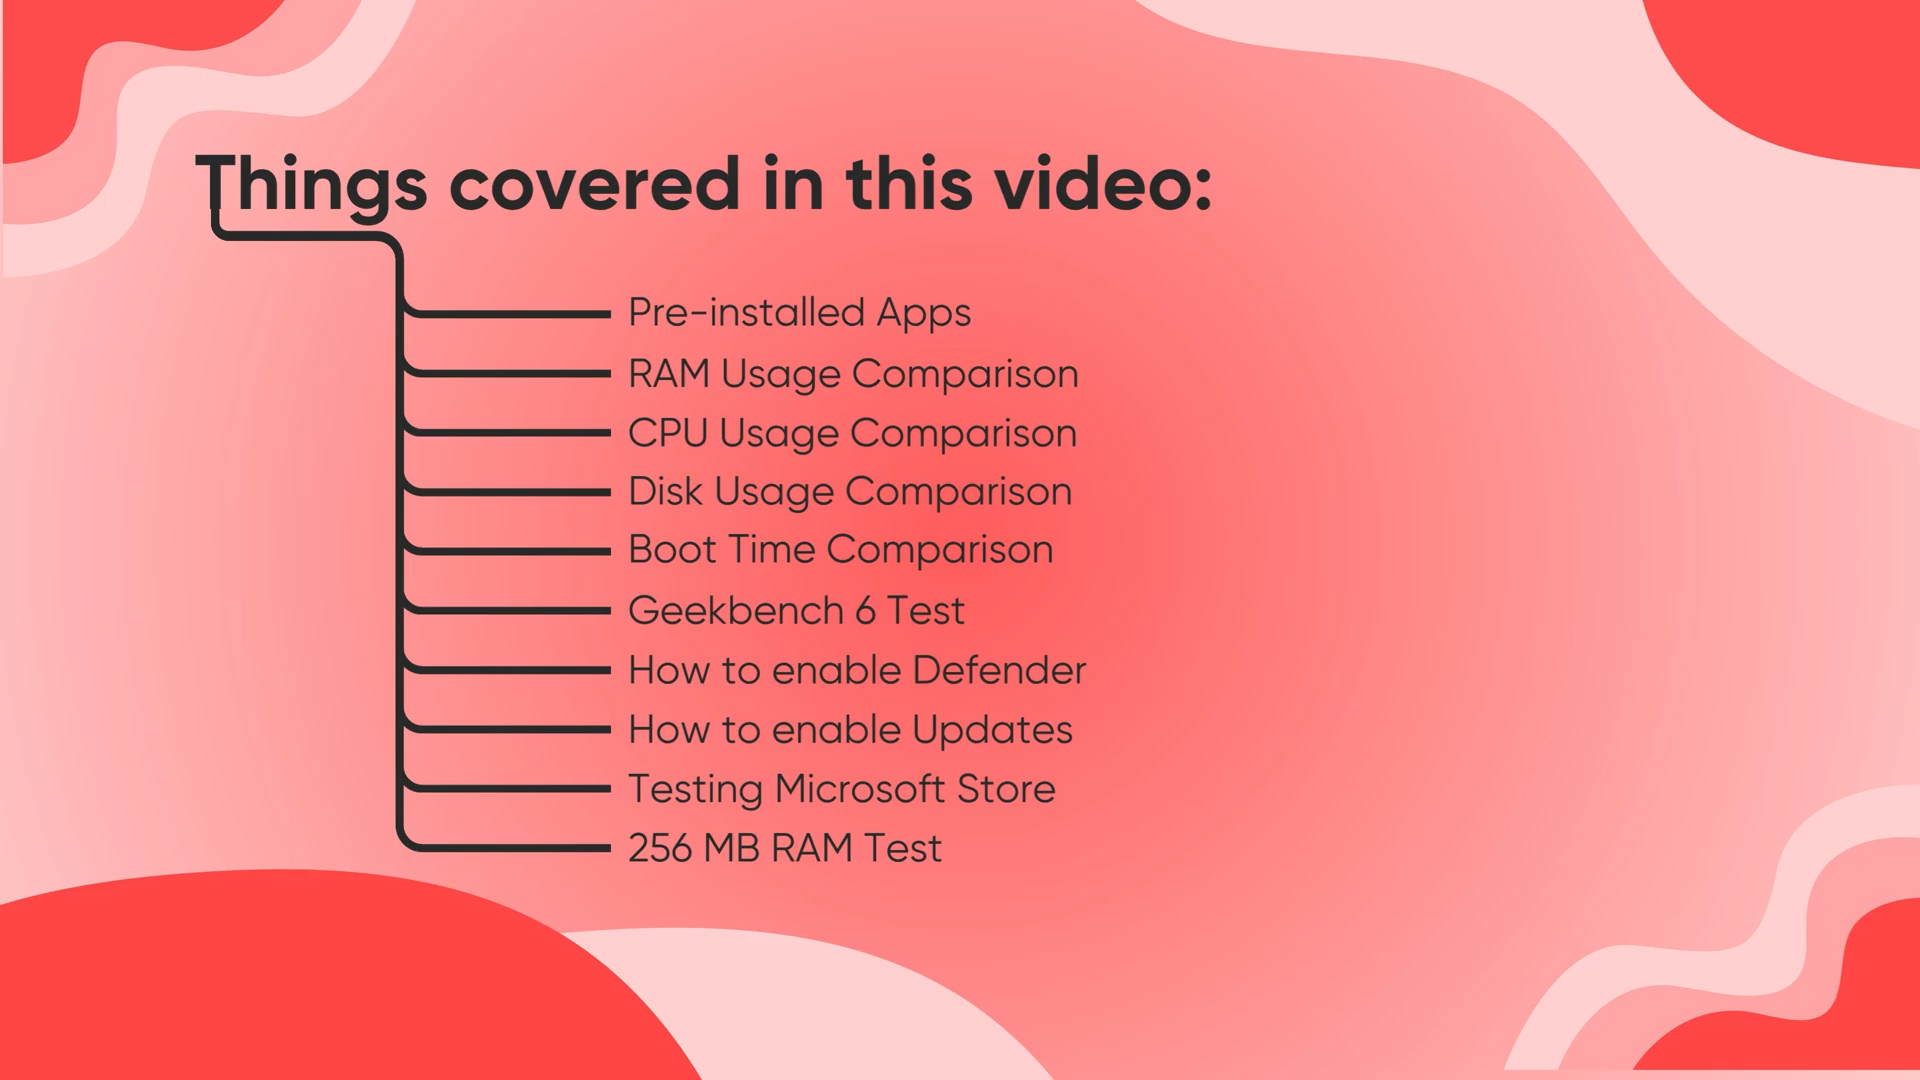 Things covered in this video:
Pre-installed Apps
RAM Usage Comparison
CPU Usage Comparison
Disk Usage Comparison
Boot Time Comparison
Geekbench 6 Test
How to enable Defender
How to enable Updates
Testing Microsoft Store
256 MB RAM Test